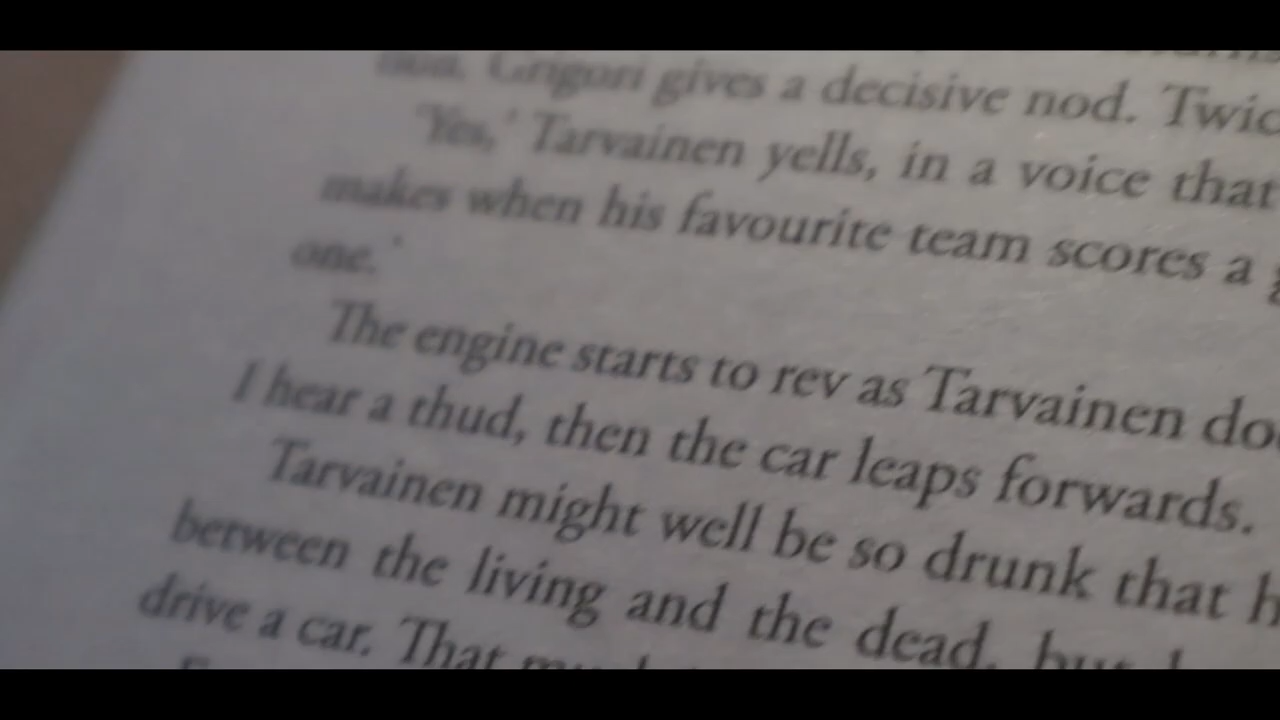 Grigori gives a decisive nod. Twic
'Yes,' Tarvainen yells, in a voice that
makes when his favourite team scores a
one.'
The engine starts to rev as Tarvainen do
I hear a thud, then the car leaps forwards.
Tarvainen might well be so drunk that h
between the living and the dead, but
drive a car. That